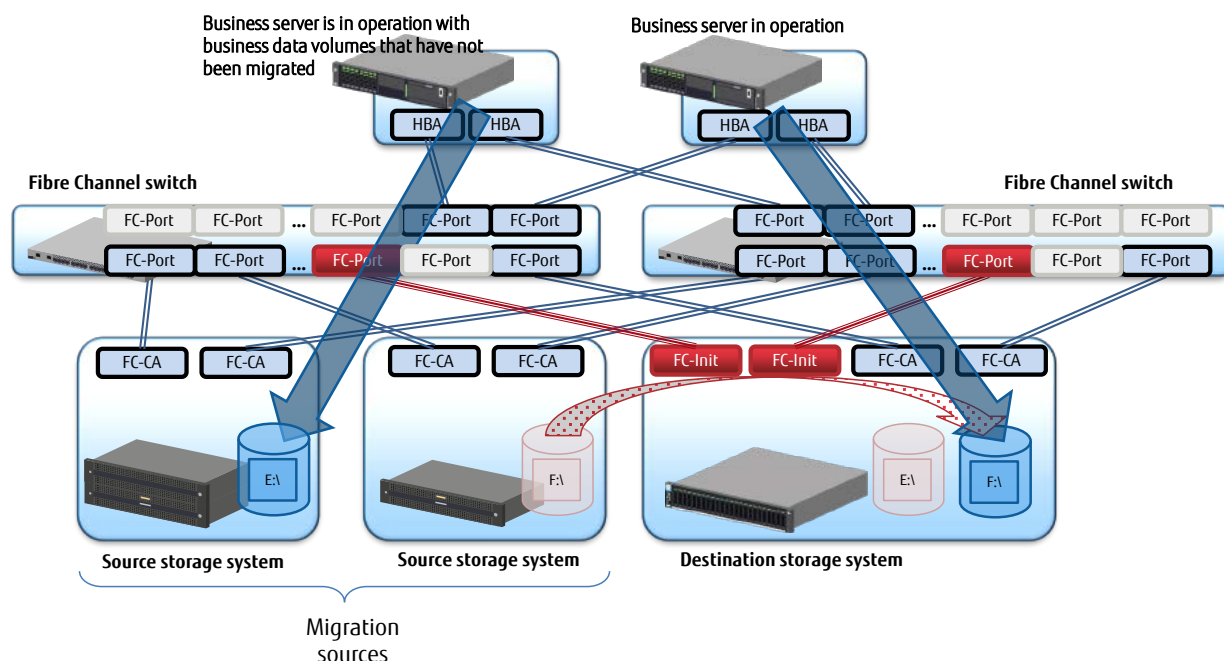 Business server is in operation with
business data volumes that have not
been migrated
Business server in operation
HBA HBA HBA HBA
Fibre Channel switch Fibre Channel switch
FC-Port FC-Port ... FC-Port FC-Port FC-Port FC-Port FC-Port ... FC-Port FC-Port FC-Port
FC-Port FC-Port ... FC-Port FC-Port FC-Port FC-Port FC-Port ... FC-Port FC-Port FC-Port
FC-CA FC-CA FC-CA FC-CA FC-Init FC-Init FC-CA FC-CA
E:\ F:\ E:\ F:\
Source storage system Source storage system Destination storage system
Migration
sources